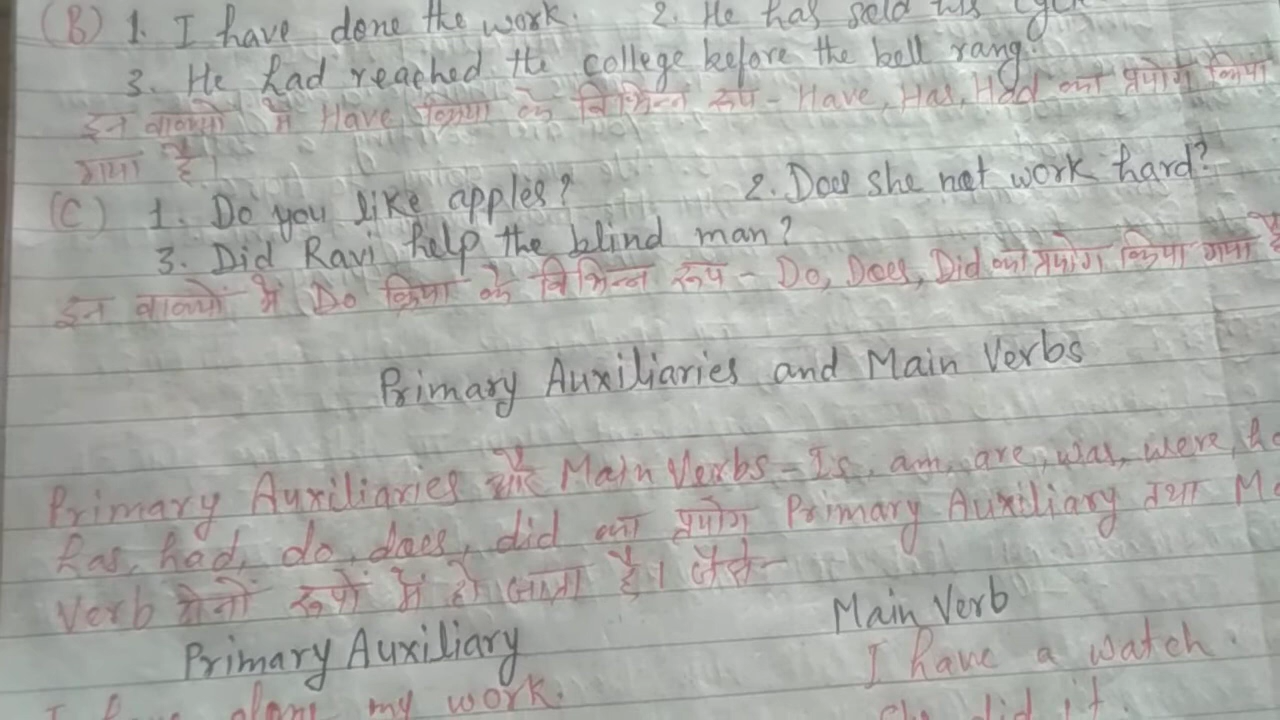 (B) 1. I have done the work. 2. He has sold his
3. He had reached the college before the bell rang.
इन वाक्यों में Have क्रिया के विभिन्न रूप - Have, Has, Had का प्रयोग किया
गया है।
(C) 1. Do you like apples? 2. Does she not work hard?
3. Did Ravi help the blind man?
इन वाक्यों में Do क्रिया के विभिन्न रूप - Do, Does, Did का प्रयोग किया गया है
Primary Auxiliaries and Main Verbs
Primary Auxiliaries और Main Verbs - Is, am, are, was, were,
has, had, do, does, did का प्रयोग Primary Auxiliary तथा
Verb दोनों रूपों में हो जाता है। जैसे-
Primary Auxiliary Main Verb
I have a watch.
I my work. She did it.